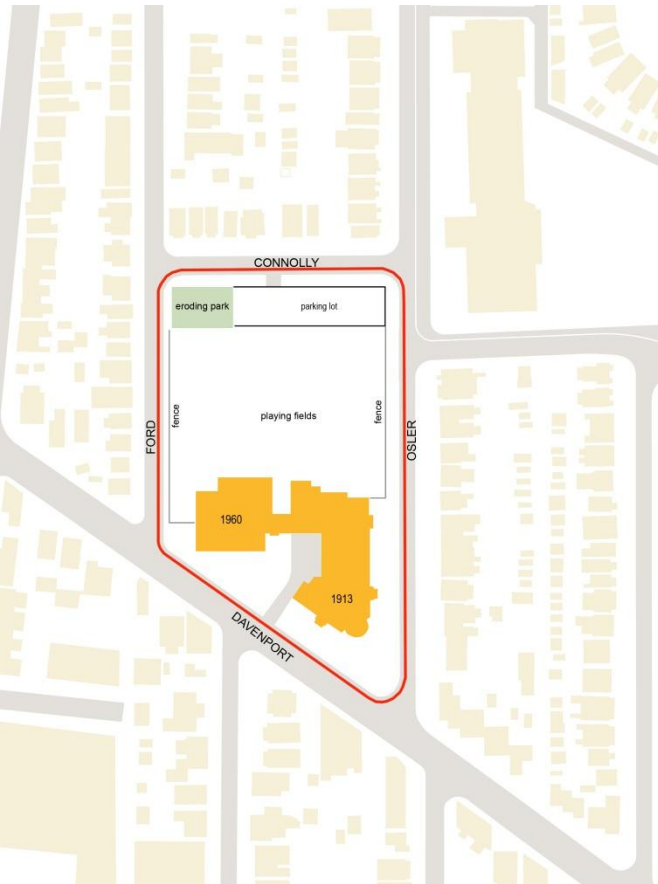 CONNOLLY
eroding park
parking lot
fence
playing fields
fence
FORD
OSLER
1960
1913
DAVENPORT